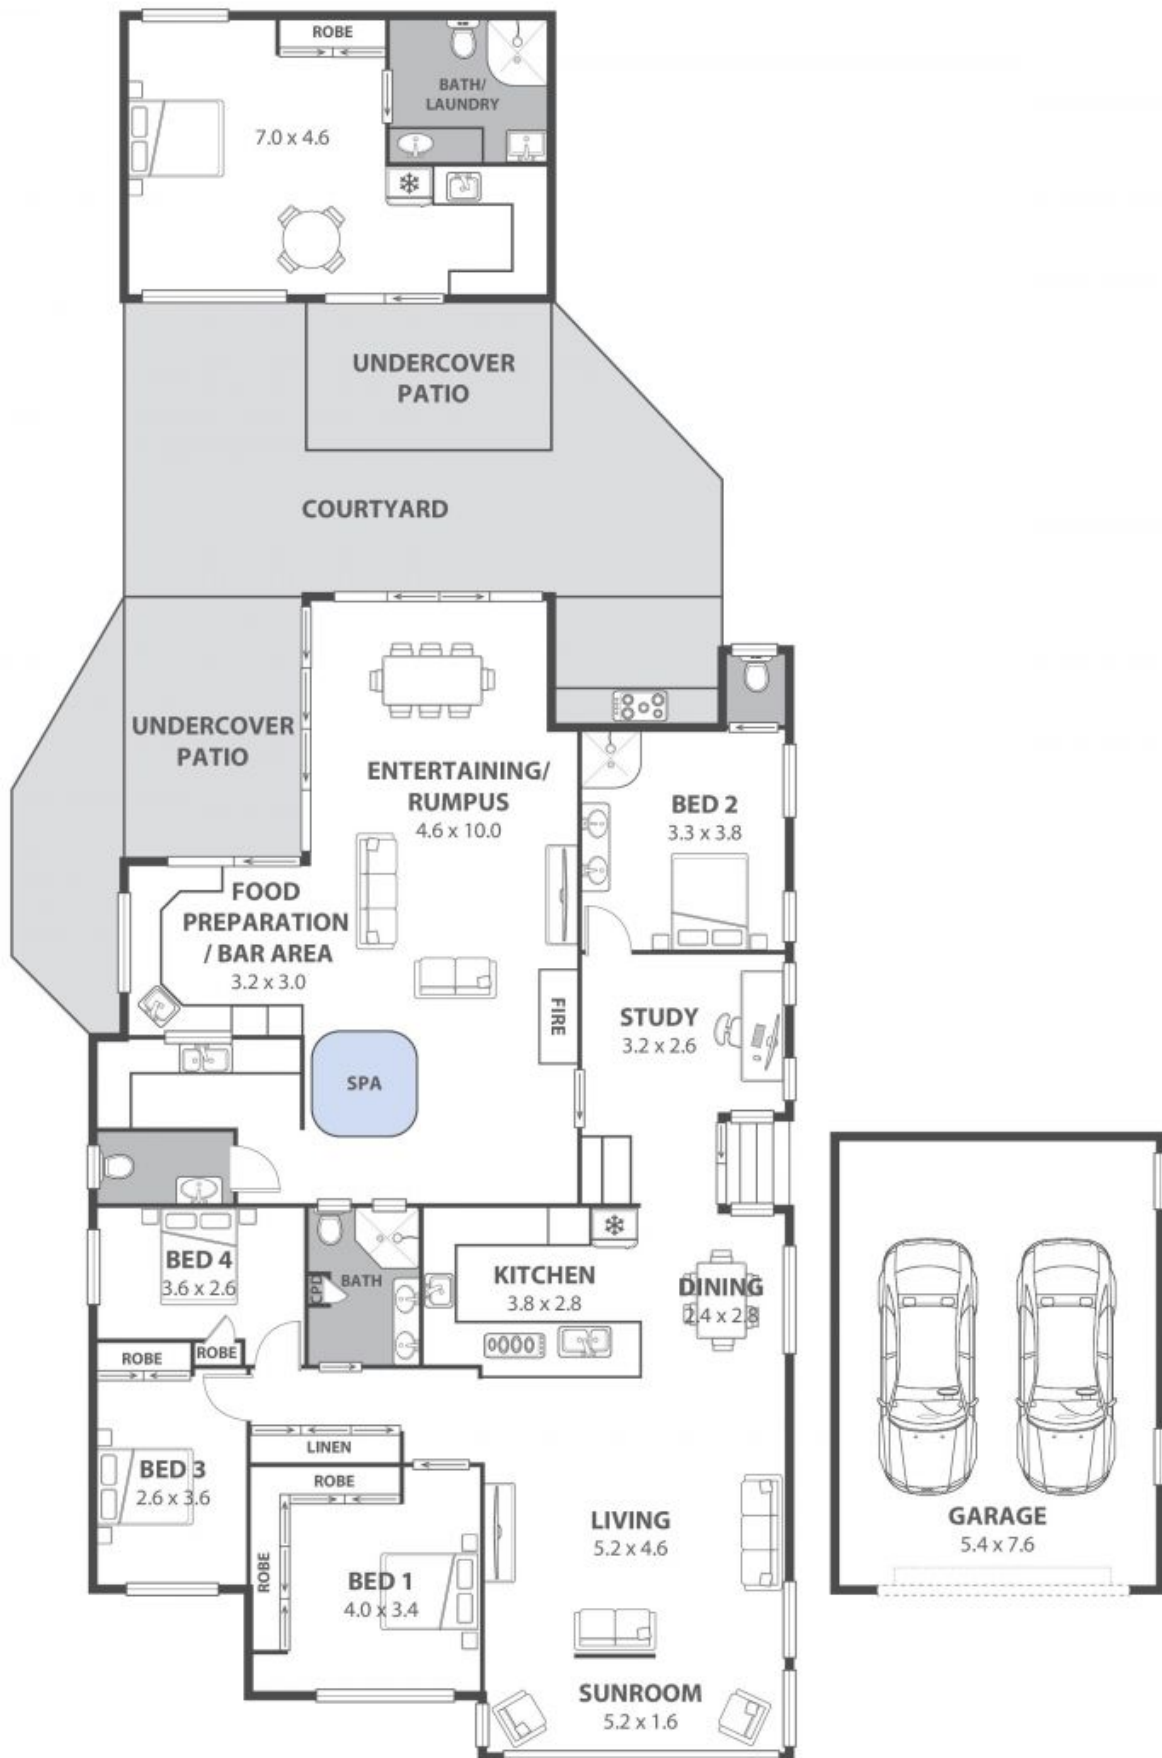 ROBE
BATH/
LAUNDRY
7.0 x 4.6
UNDERCOVER
PATIO
COURTYARD
UNDERCOVER
PATIO
ENTERTAINING/
RUMPUS
4.6 x 10.0
BED 2
3.3 x 3.8
FOOD
PREPARATION
/ BAR AREA
3.2 x 3.0
FIRE
STUDY
3.2 x 2.6
SPA
BED 4
3.6 x 2.6
BATH
CPD
KITCHEN
3.8 x 2.8
DINING
2.4 x 2.8
ROBE
ROBE
LINEN
BED 3
2.6 x 3.6
ROBE
ROBE
BED 1
4.0 x 3.4
LIVING
5.2 x 4.6
GARAGE
5.4 x 7.6
SUNROOM
5.2 x 1.6